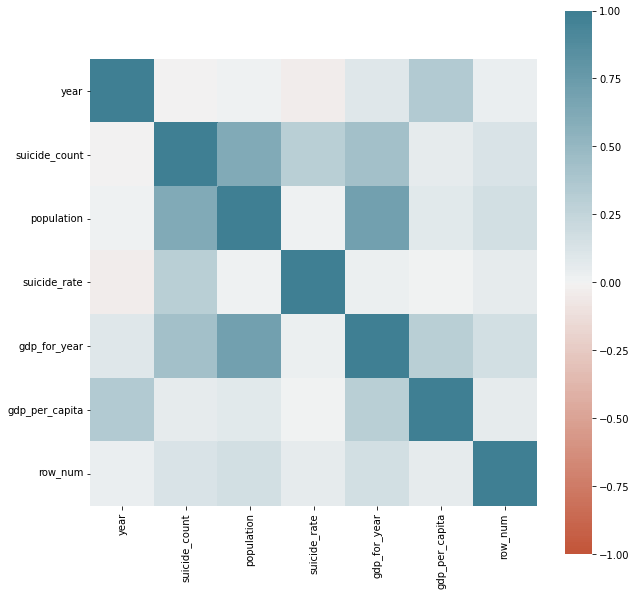 year
suicide_count
population
suicide_rate
gdp_for_year
gdp_per_capita
row_num
year
suicide_count
population
suicide_rate
gdp_for_year
gdp_per_capita
row_num
1.00
0.75
0.50
0.25
0.00
−0.25
−0.50
−0.75
−1.00